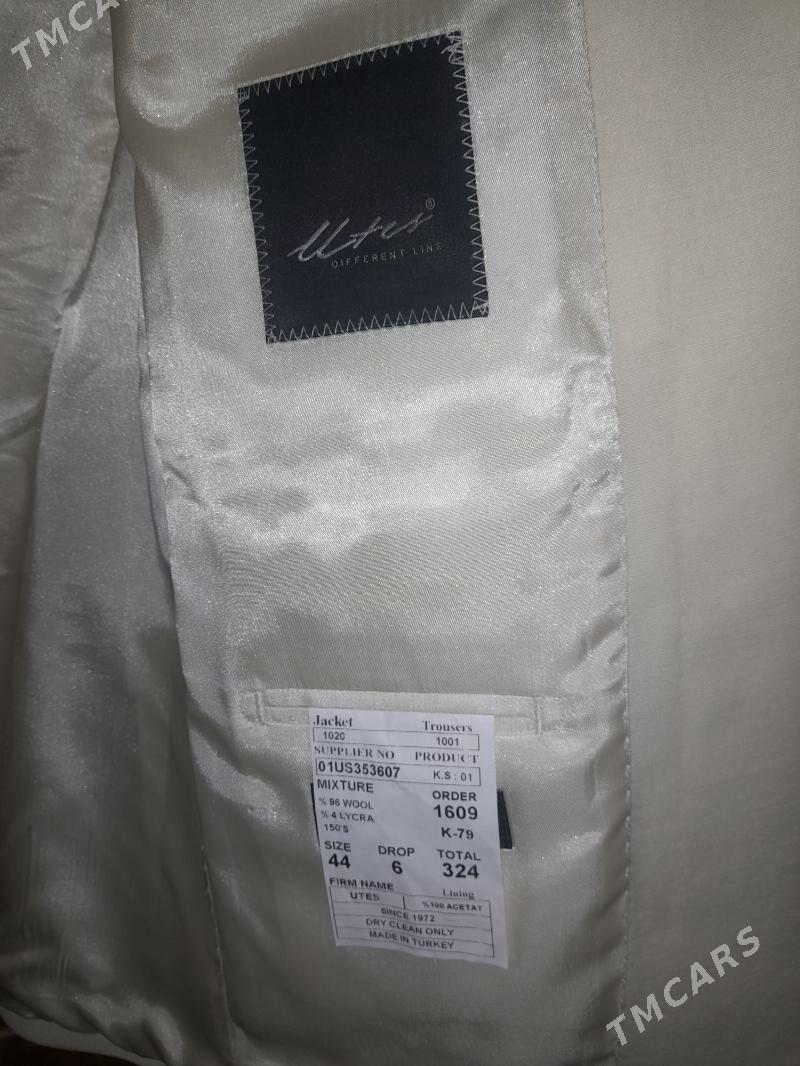 TMCARS
Utes®
DIFFERENT LINE
Jacket Trousers
1020 1001
SUPPLIER NO PRODUCT
01US353607 K.S : 01
MIXTURE ORDER
% 96 WOOL 1609
% 4 LYCRA
150'S K-79
SIZE DROP TOTAL
44 6 324
FIRM NAME Lining
UTES %100 ACETAT
SINCE 1972
DRY CLEAN ONLY
MADE IN TURKEY
TMCARS